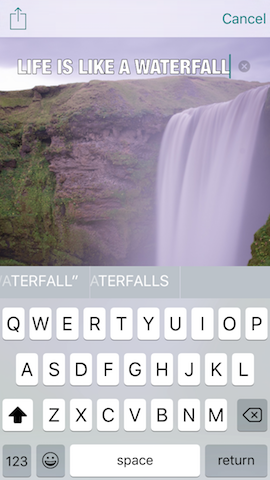 Cancel
LIFE IS LIKE A WATERFALL
ATERFALL" ATERFALLS
Q W E R T Y U I O P
A S D F G H J K L
Z X C V B N M
123 space return